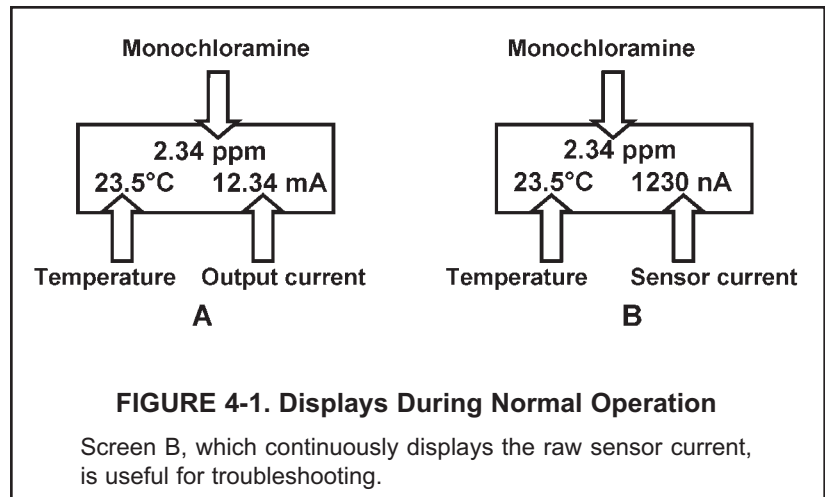 Monochloramine
2.34 ppm
23.5°C 12.34 mA
Temperature Output current
A
Monochloramine
2.34 ppm
23.5°C 1230 nA
Temperature Sensor current
B
FIGURE 4-1. Displays During Normal Operation
Screen B, which continuously displays the raw sensor current,
is useful for troubleshooting.